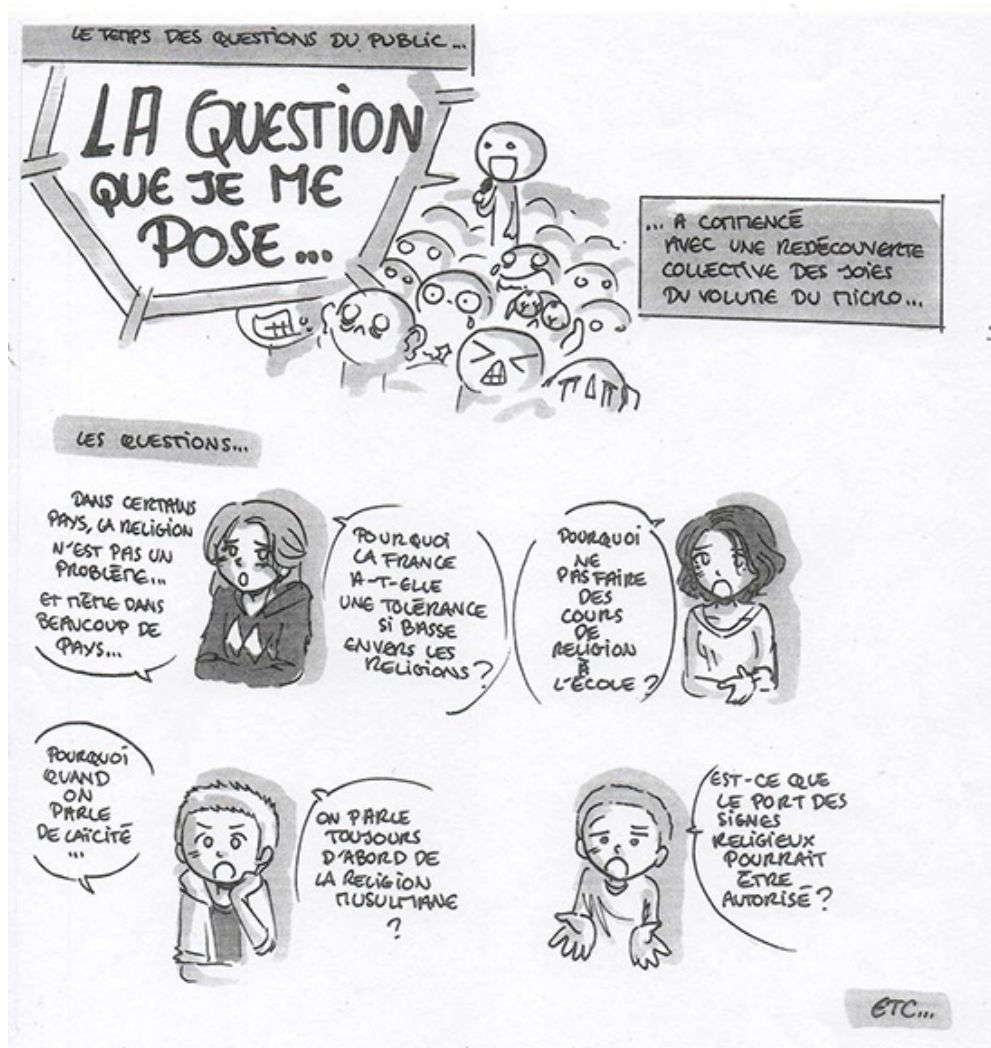 LE TEMPS DES QUESTIONS DU PUBLIC...
LA QUESTION
QUE JE ME
POSE...
... A COMMENCÉ
AVEC UNE REDÉCOUVERTE
COLLECTIVE DES JOIES
DU VOLUME DU MICRO...
LES QUESTIONS...
DANS CERTAINS
PAYS, LA RELIGION
N'EST PAS UN
PROBLÈME...
ET MÊME DANS
BEAUCOUP DE
PAYS...
POURQUOI
LA FRANCE
A-T-ELLE
UNE TOLÉRANCE
SI BASSE
ENVERS LES
RELIGIONS ?
POURQUOI
NE
PAS FAIRE
DES
COURS
DE
RELIGION
À
L'ÉCOLE ?
POURQUOI
QUAND
ON
PARLE
DE LAÏCITÉ
...
ON PARLE
TOUJOURS
D'ABORD DE
LA RELIGION
MUSULMANE
?
EST-CE QUE
LE PORT DES
SIGNES
RELIGIEUX
POURRAIT
ÊTRE
AUTORISÉ ?
ETC...